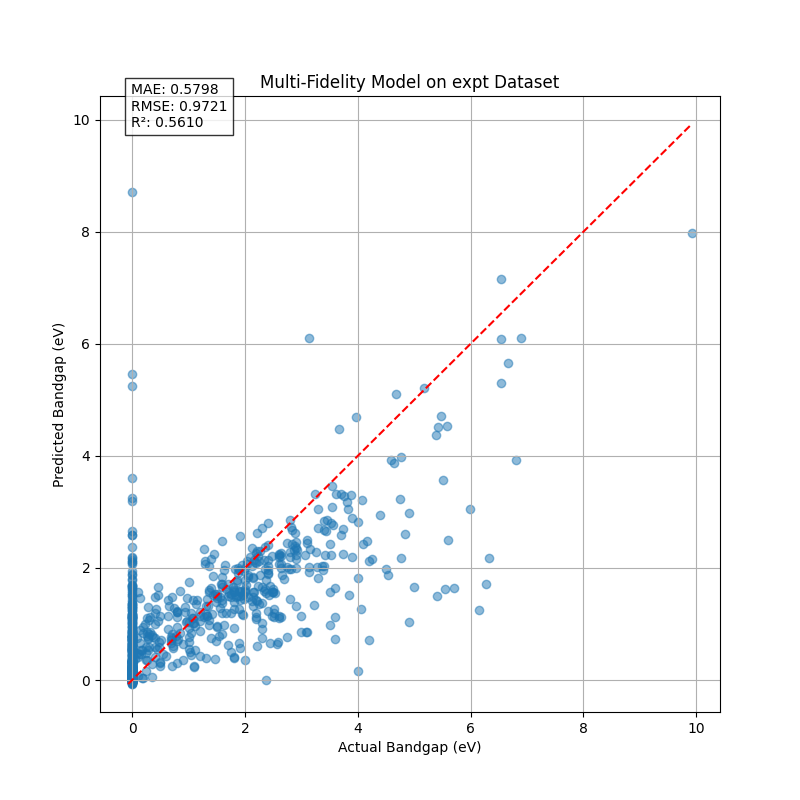 Multi-Fidelity Model on expt Dataset
MAE: 0.5798
RMSE: 0.9721
R²: 0.5610
Predicted Bandgap (eV)
10
8
6
4
2
0
0 2 4 6 8 10
Actual Bandgap (eV)